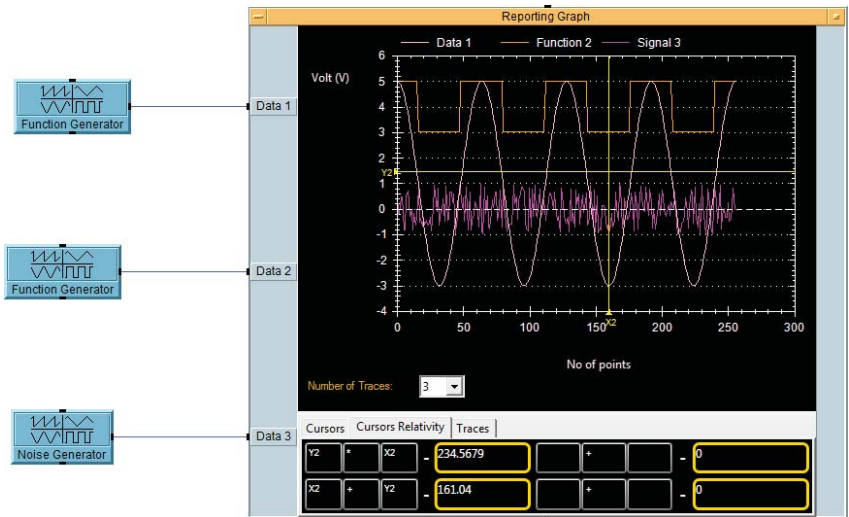 Reporting Graph
Data 1 Function 2 Signal 3
Volt (V)
6
5
4
3
2
1
0
-1
-2
-3
-4
Y2
X2
0 50 100 150 200 250 300
No of points
Number of Traces: 3
Function Generator
Data 1
Function Generator
Data 2
Noise Generator
Data 3
Cursors Cursors Relativity Traces
Y2 * X2 - 234.5679 + - 0
X2 + Y2 - 161.04 + - 0